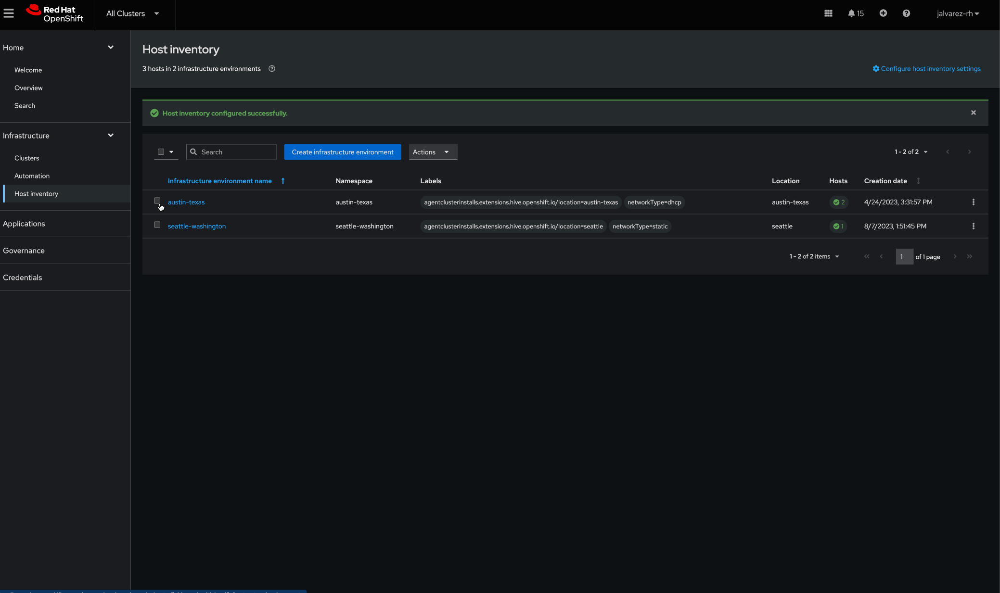 Red Hat
OpenShift
All Clusters
15
jalvarez-rh
Home
Welcome
Overview
Search
Infrastructure
Clusters
Automation
Host inventory
Applications
Governance
Credentials
Host inventory
3 hosts in 2 infrastructure environments
Configure host inventory settings
Host inventory configured successfully.
Search
Create infrastructure environment
Actions
1 - 2 of 2
Infrastructure environment name Namespace Labels Location Hosts Creation date
austin-texas austin-texas agentclusterinstalls.extensions.hive.openshift.io/location=austin-texas networkType=dhcp austin-texas 2 4/24/2023, 3:31:57 PM
seattle-washington seattle-washington agentclusterinstalls.extensions.hive.openshift.io/location=seattle networkType=static seattle 1 8/7/2023, 1:51:45 PM
1 - 2 of 2 items 1 of 1 page